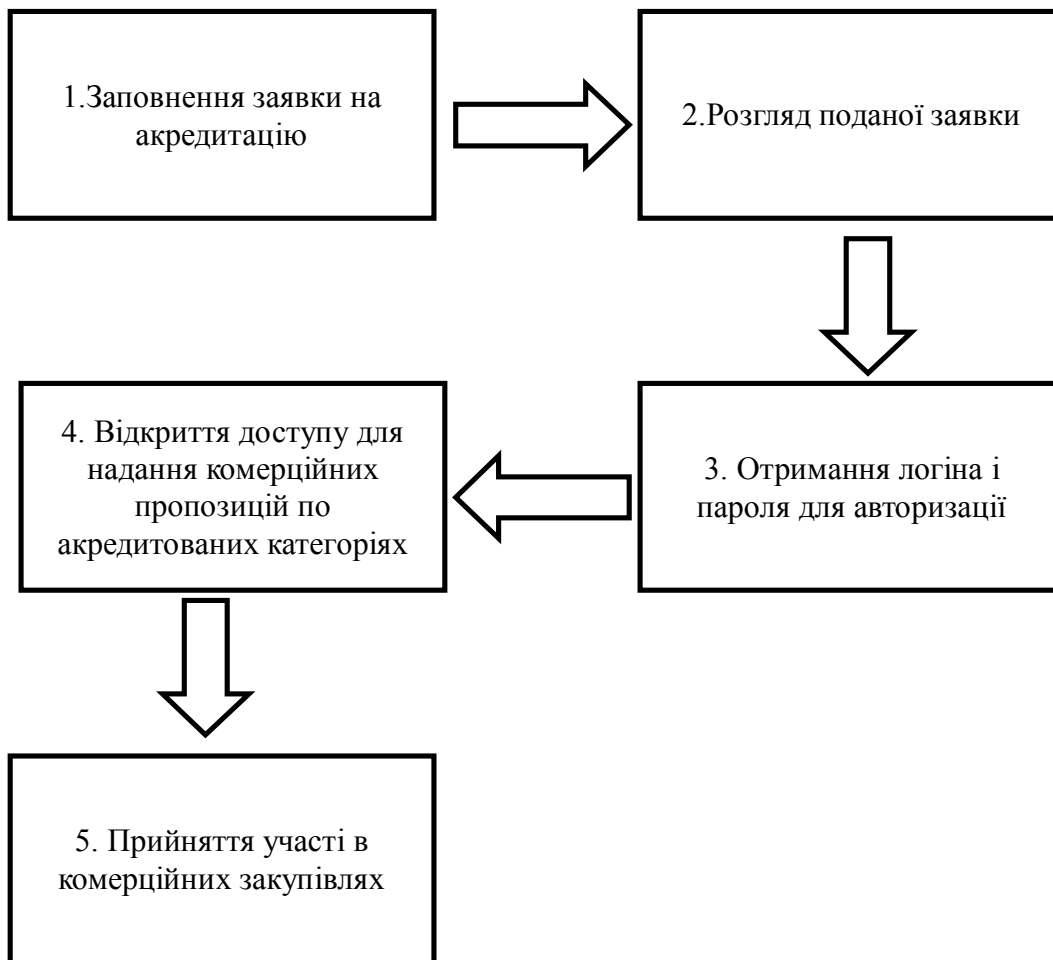 1.Заповнення заявки на
акредитацію
2.Розгляд поданої заявки
3. Отримання логіна і
пароля для авторизації
4. Відкриття доступу для
надання комерційних
пропозицій по
акредитованих категоріях
5. Прийняття участі в
комерційних закупівлях